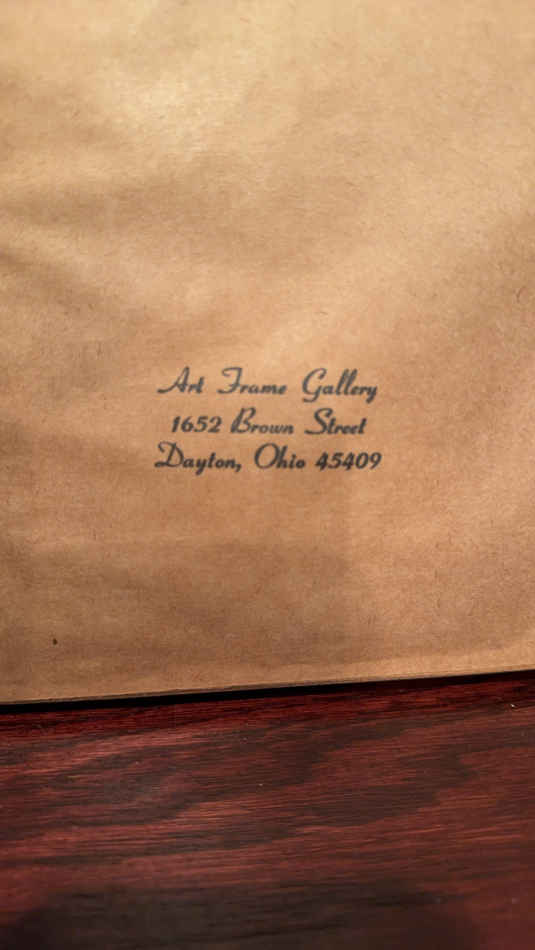 Art Frame Gallery
1652 Brown Street
Dayton, Ohio 45409